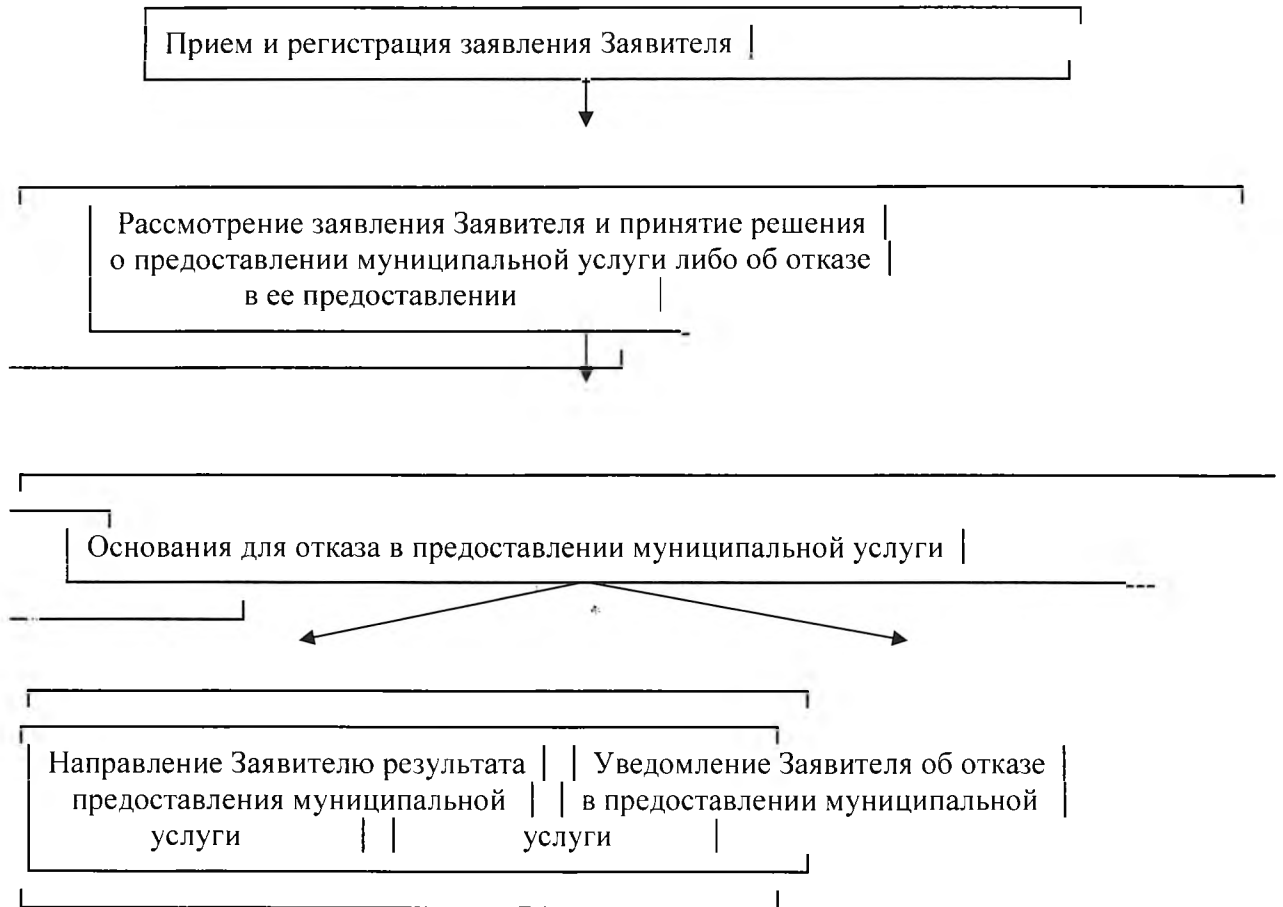 Прием и регистрация заявления Заявителя
Рассмотрение заявления Заявителя и принятие решения
о предоставлении муниципальной услуги либо об отказе
в ее предоставлении
Основания для отказа в предоставлении муниципальной услуги
Направление Заявителю результата
предоставления муниципальной
услуги
Уведомление Заявителя об отказе
в предоставлении муниципальной
услуги